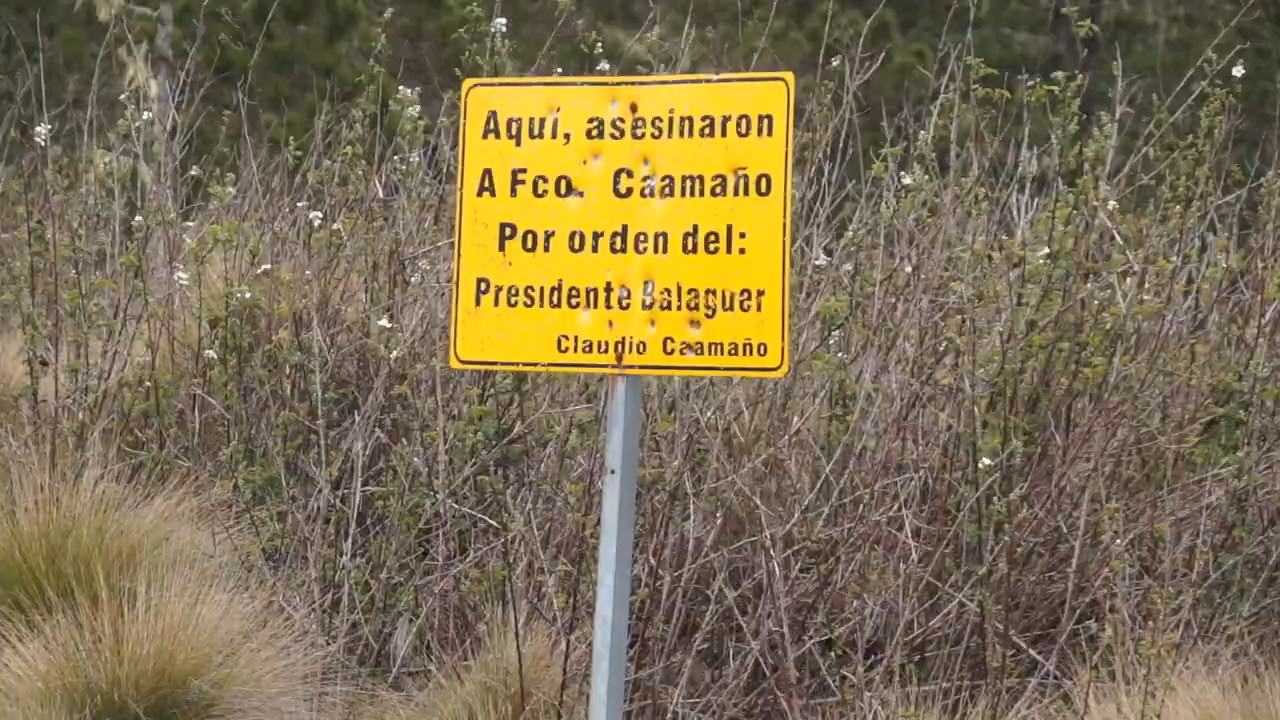 Aquí, asesinaron
A Fco. Caamaño
Por orden del:
Presidente Balaguer
Claudio Caamaño